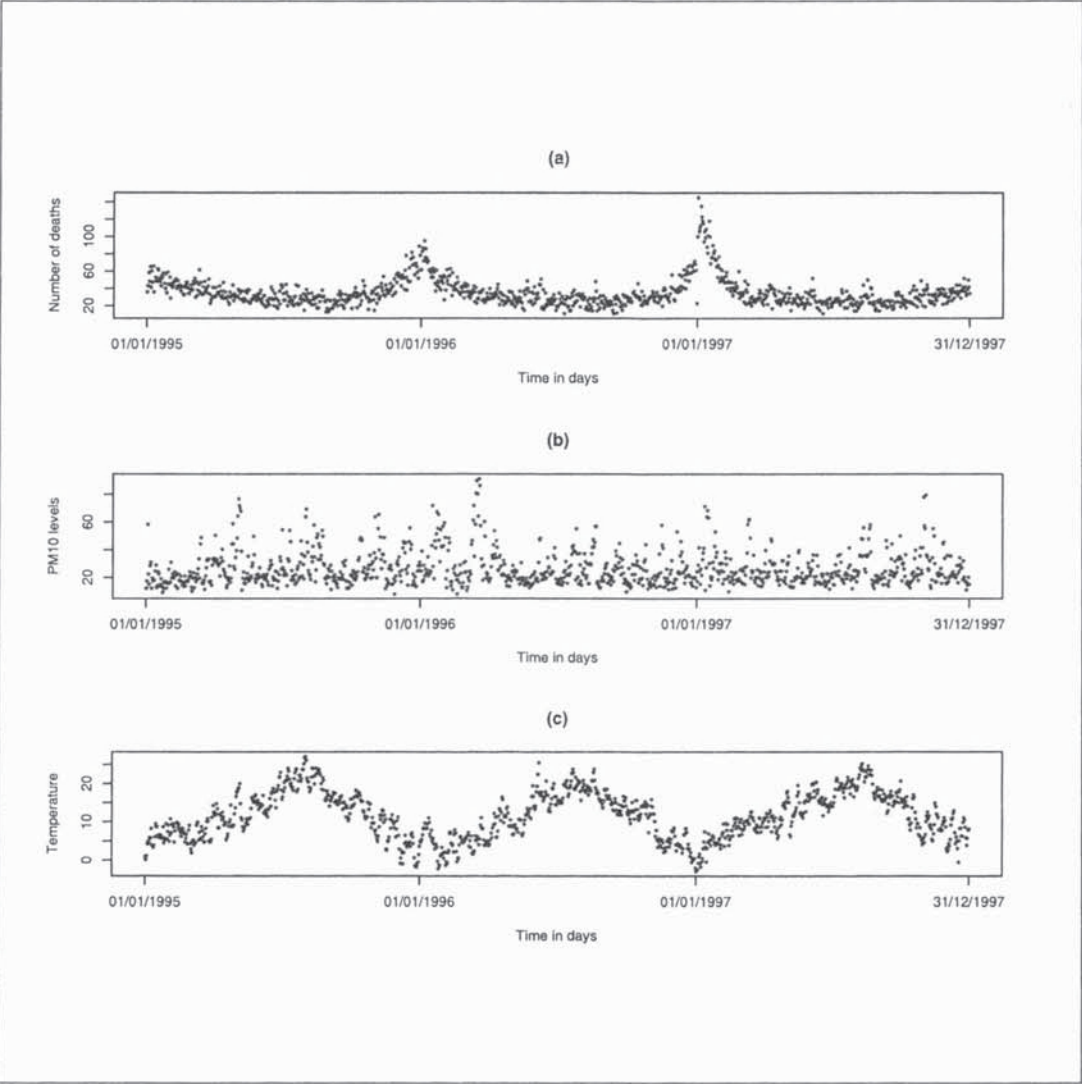 (a)
Number of deaths
100
60
20
01/01/1995 01/01/1996 01/01/1997 31/12/1997
Time in days
(b)
PM10 levels
60
20
01/01/1995 01/01/1996 01/01/1997 31/12/1997
Time in days
(c)
Temperature
20
10
0
01/01/1995 01/01/1996 01/01/1997 31/12/1997
Time in days